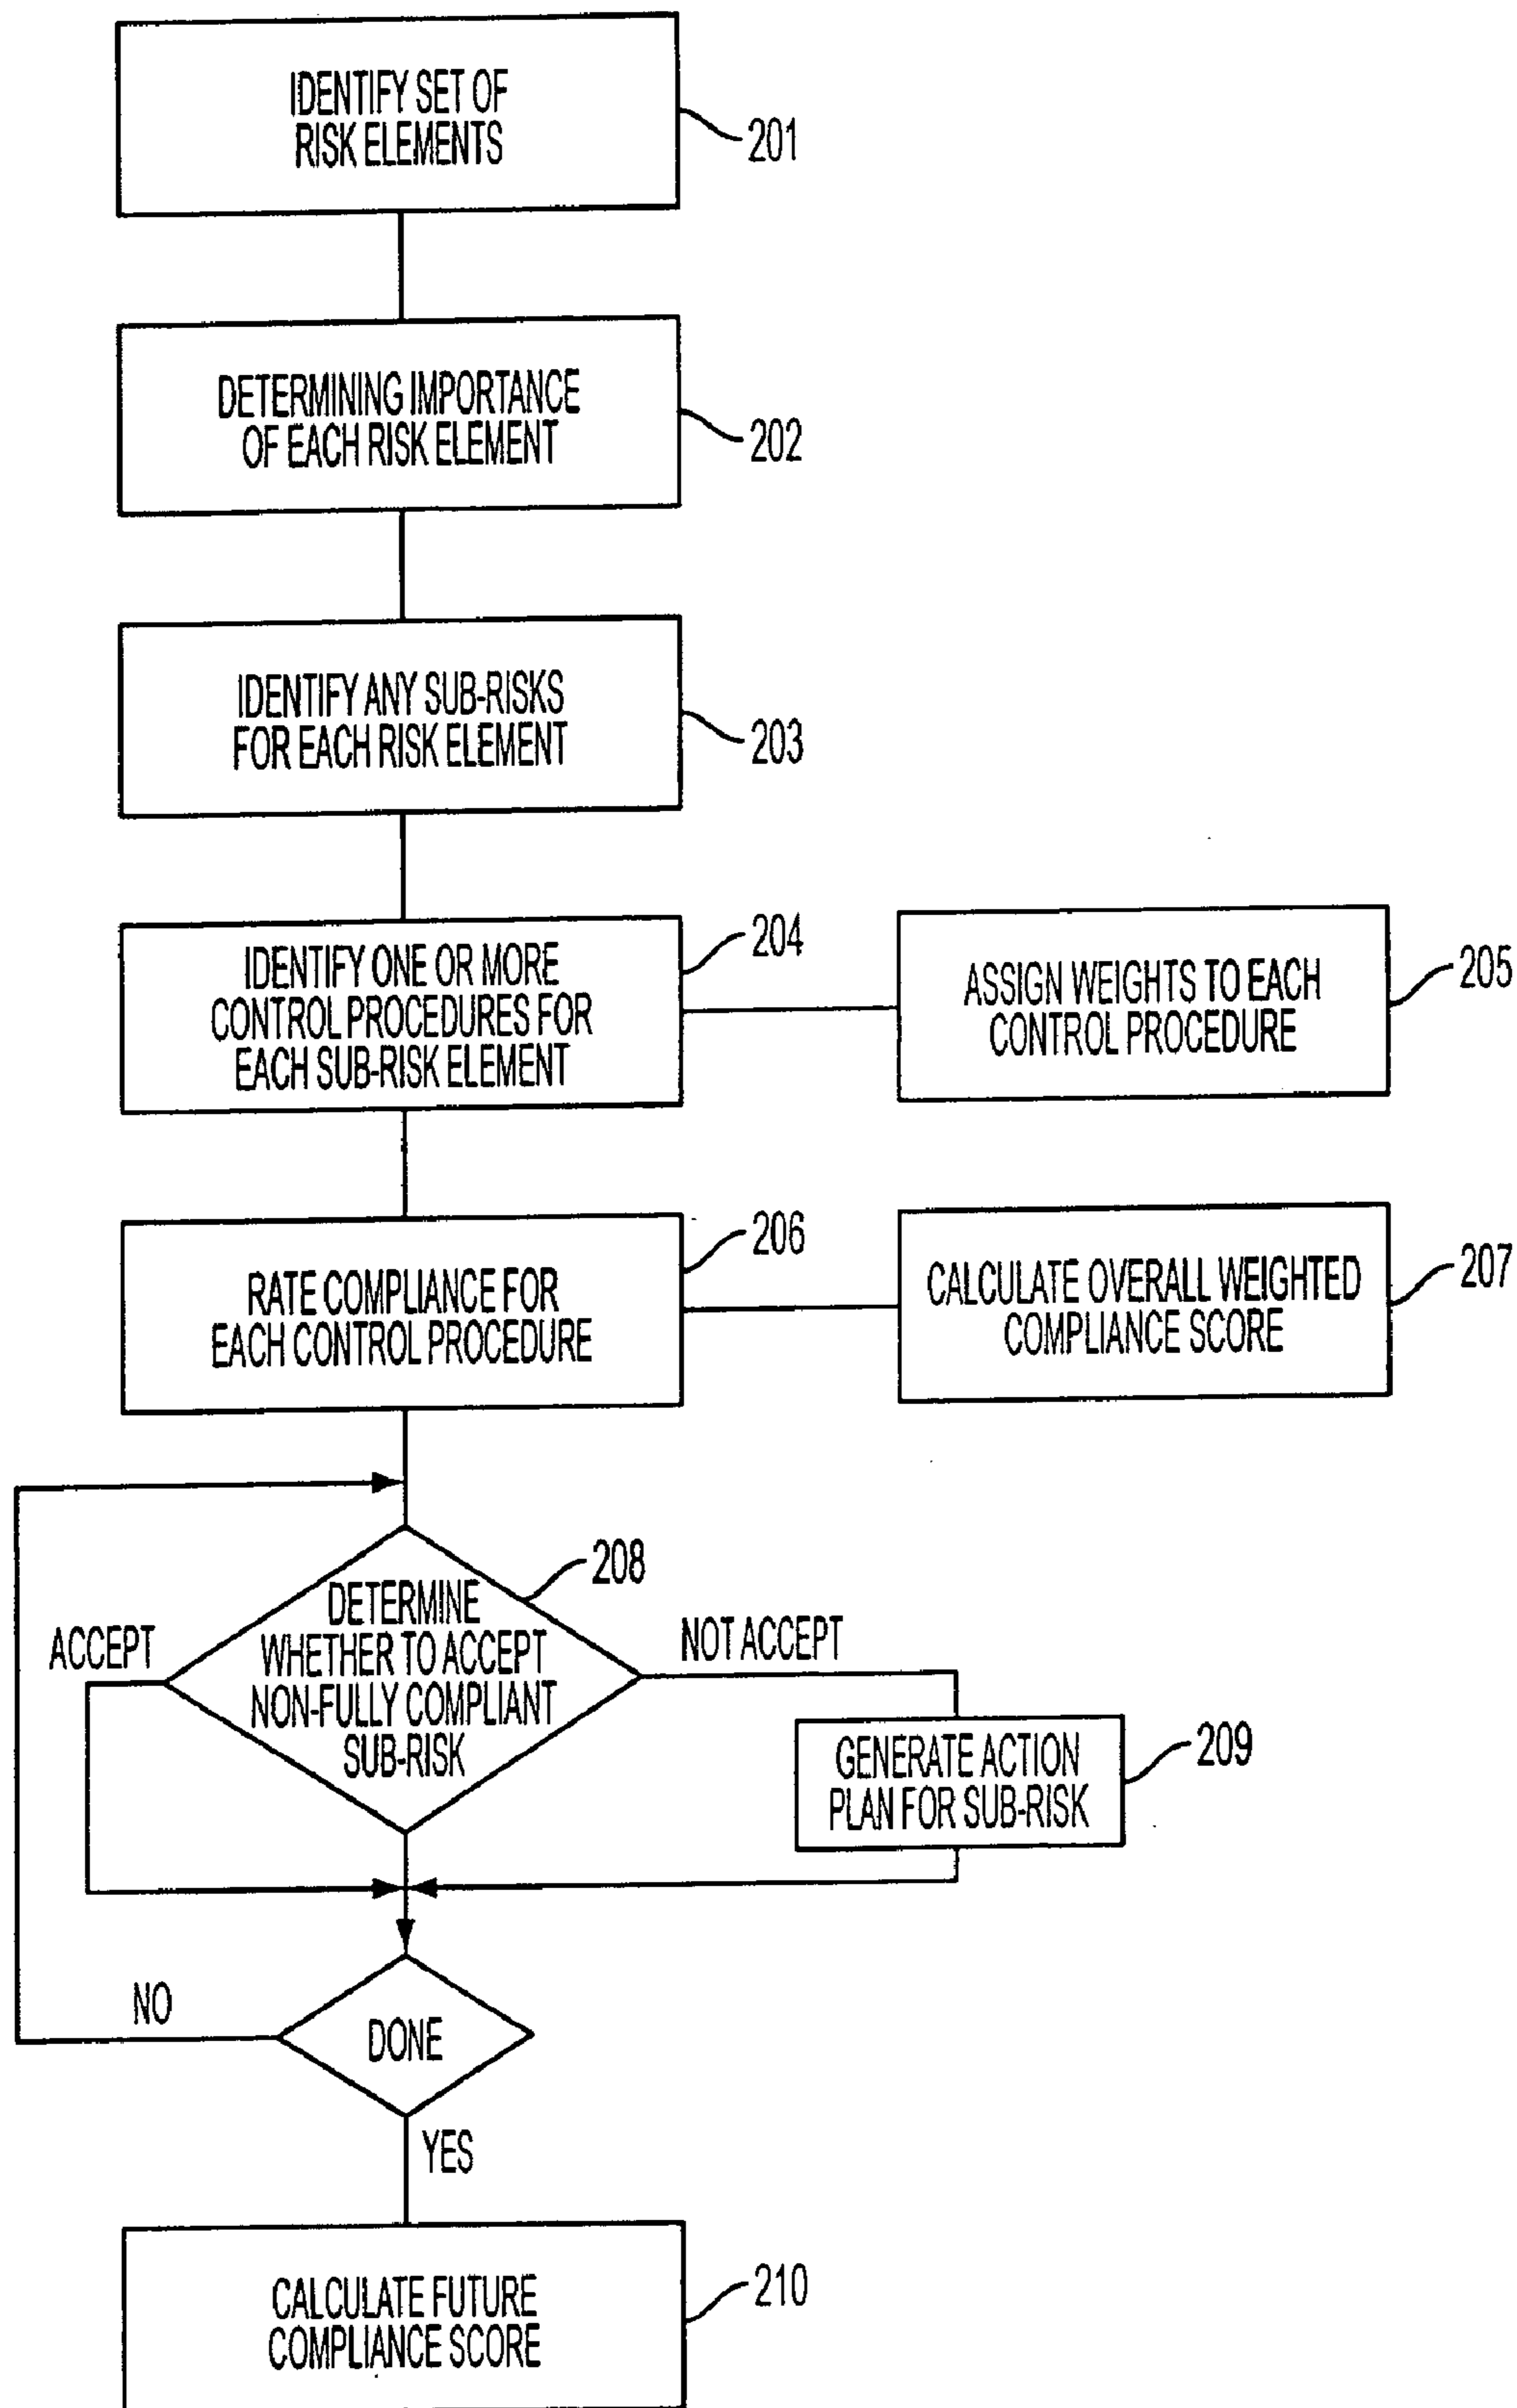 IDENTIFY SET OF
RISK ELEMENTS
201
DETERMINING IMPORTANCE
OF EACH RISK ELEMENT
202
IDENTIFY ANY SUB-RISKS
FOR EACH RISK ELEMENT
203
IDENTIFY ONE OR MORE
CONTROL PROCEDURES FOR
EACH SUB-RISK ELEMENT
204
ASSIGN WEIGHTS TO EACH
CONTROL PROCEDURE
205
RATE COMPLIANCE FOR
EACH CONTROL PROCEDURE
206
CALCULATE OVERALL WEIGHTED
COMPLIANCE SCORE
207
DETERMINE
WHETHER TO ACCEPT
NON-FULLY COMPLIANT
SUB-RISK
208
ACCEPT
NOT ACCEPT
GENERATE ACTION
PLAN FOR SUB-RISK
209
NO
DONE
YES
CALCULATE FUTURE
COMPLIANCE SCORE
210